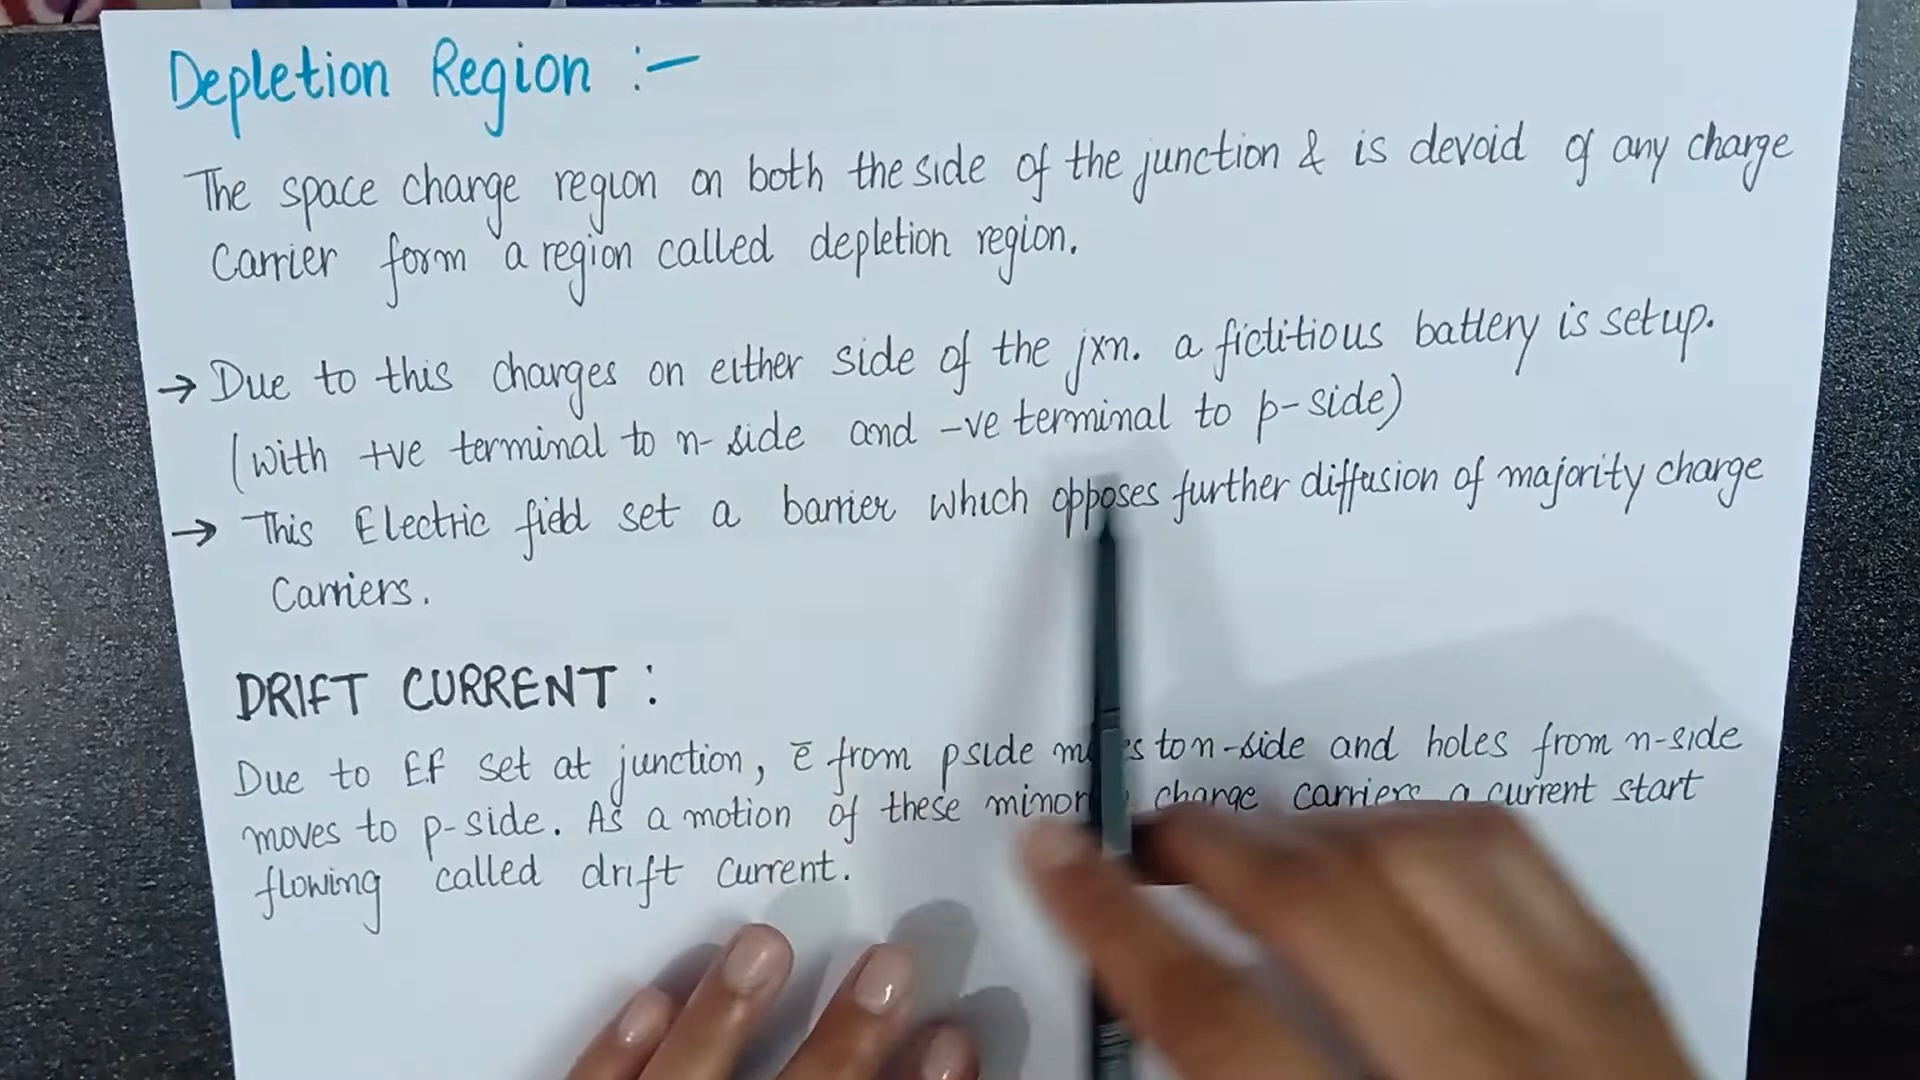 Depletion Region :-
The space charge region on both the side of the junction & is devoid of any charge
Carrier form a region called depletion region.
→ Due to this charges on either side of the jxn. a fictitious battery is setup.
(with +ve terminal to n-side and -ve terminal to p-side)
→ This Electric field set a barrier which opposes further diffusion of majority charge
Carriers.
DRIFT CURRENT :
Due to EF set at junction, ē from pside to n-side and holes from n-side
moves to p-side. As a motion of these charge carriers a current start
flowing called drift current.